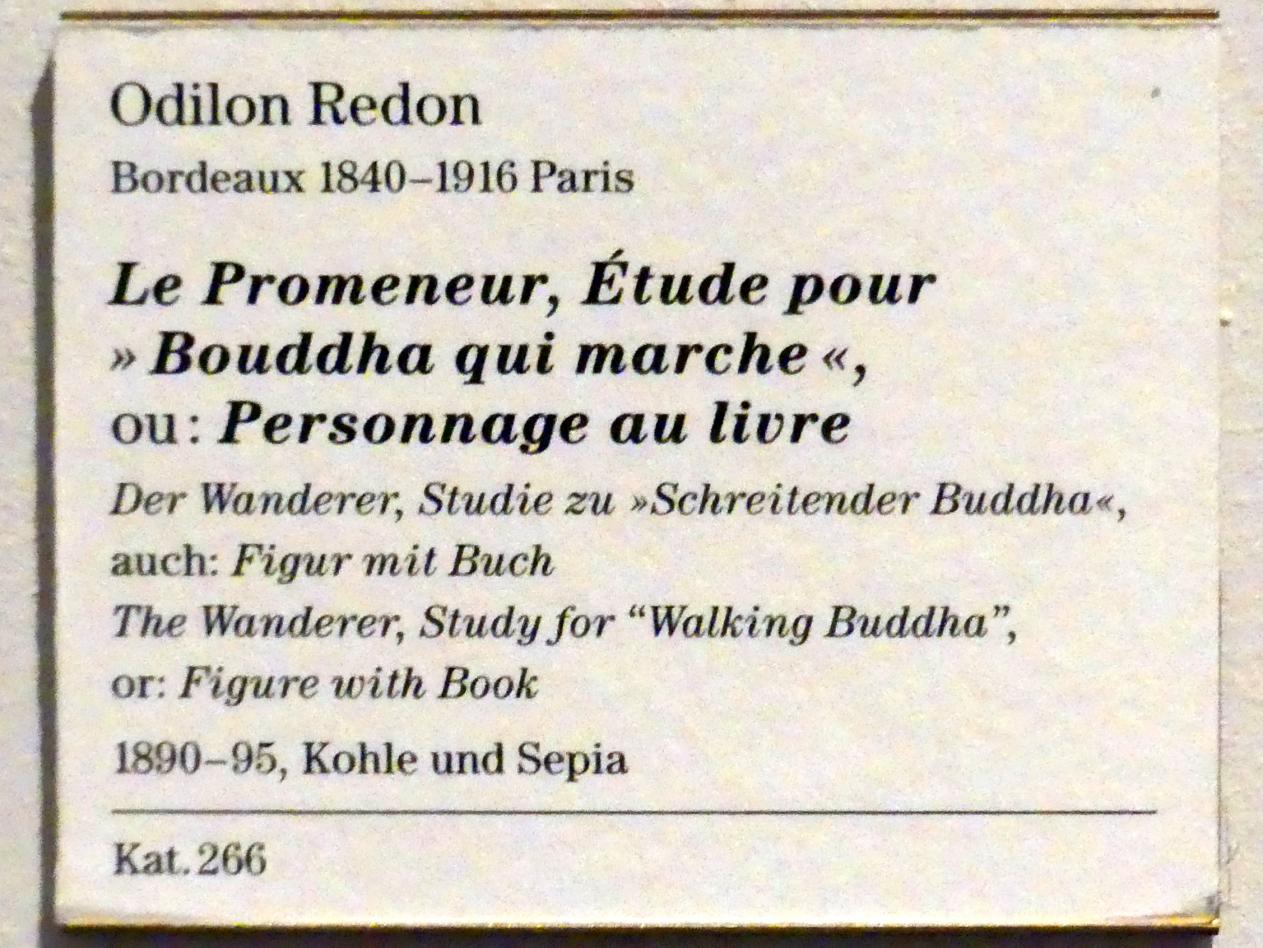 Odilon Redon
Bordeaux 1840–1916 Paris
Le Promeneur, Étude pour
» Bouddha qui marche «,
ou : Personnage au livre
Der Wanderer, Studie zu »Schreitender Buddha«,
auch: Figur mit Buch
The Wanderer, Study for “Walking Buddha”,
or: Figure with Book
1890–95, Kohle und Sepia
Kat. 266